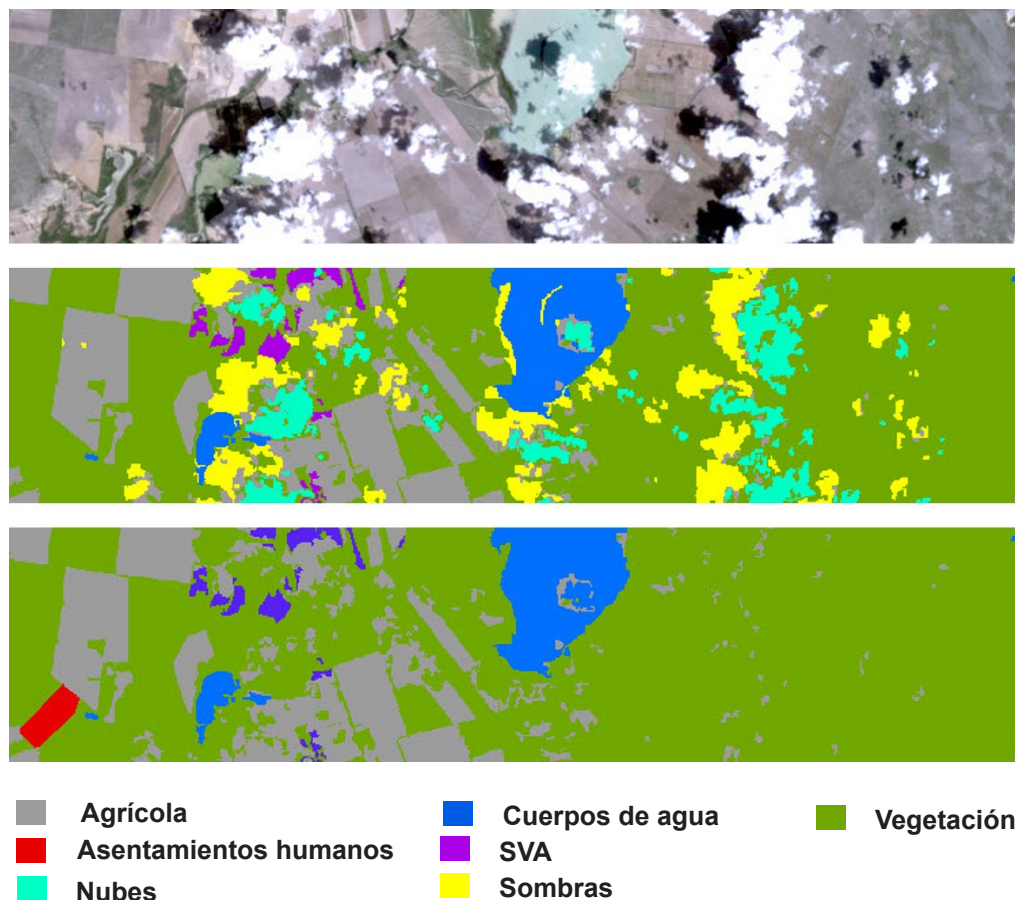 Agrícola
Asentamientos humanos
Nubes
Cuerpos de agua
SVA
Sombras
Vegetación